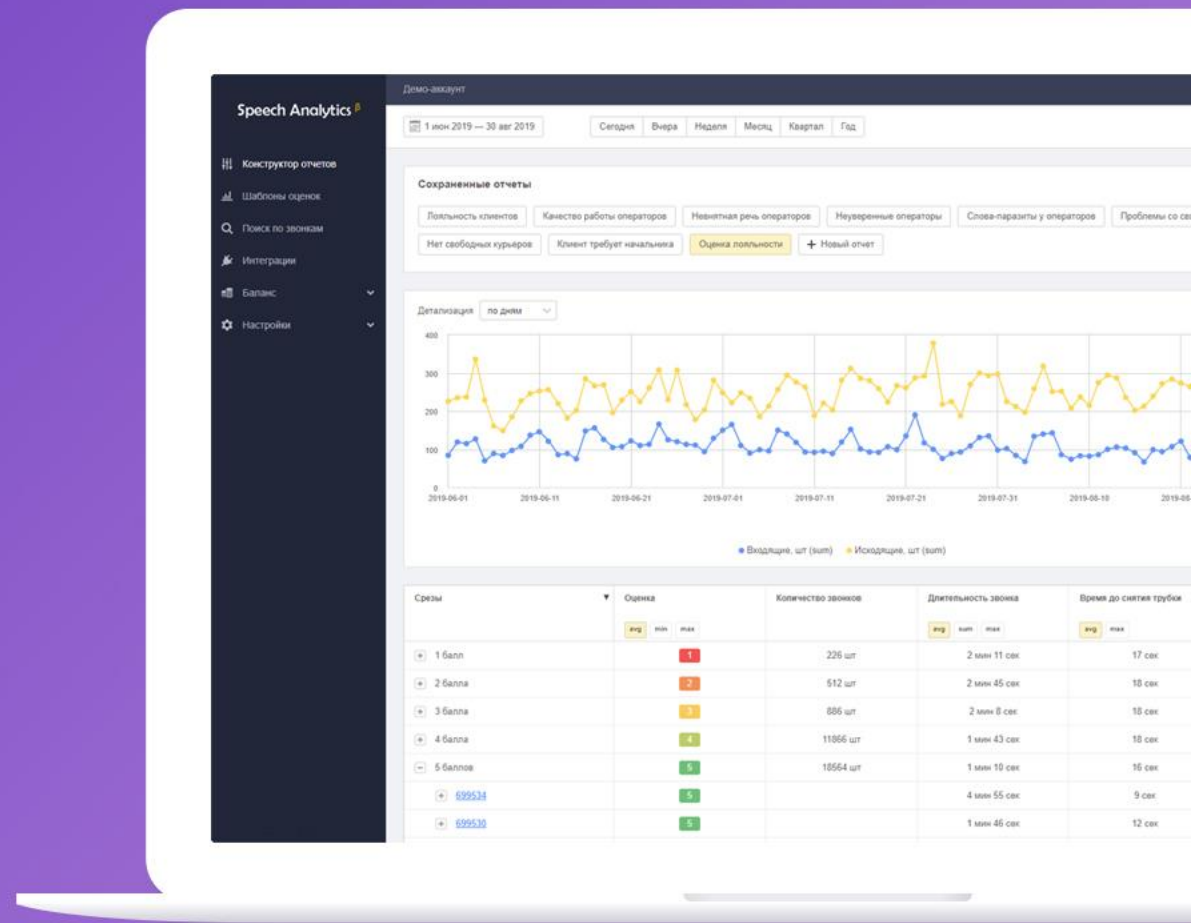 Демо-аккаунт
Speech Analytics β
1 июн 2019 — 30 авг 2019 Сегодня Вчера Неделя Месяц Квартал Год
Конструктор отчетов
Шаблоны оценок
Поиск по звонкам
Интеграции
Баланс
Настройки
Сохраненные отчеты
Лояльность клиентов Качество работы операторов Невнятная речь операторов Неуверенные операторы Слова-паразиты у операторов Проблемы со свя
Нет свободных курьеров Клиент требует начальника Оценка лояльности + Новый отчет
Детализация по дням
400
300
200
100
0
2019-06-01 2019-06-11 2019-06-21 2019-07-01 2019-07-11 2019-07-21 2019-07-31 2019-08-10 2019-08-
Входящие, шт (sum) Исходящие, шт (sum)
Срезы Оценка Количество звонков Длительность звонка Время до снятия трубки
avg min max avg sum max avg max
1 балл 1 226 шт 2 мин 11 сек 17 сек
2 балла 2 512 шт 2 мин 45 сек 18 сек
3 балла 3 886 шт 2 мин 8 сек 18 сек
4 балла 4 11866 шт 1 мин 43 сек 18 сек
5 баллов 5 18564 шт 1 мин 10 сек 16 сек
699534 5 4 мин 55 сек 9 сек
699530 5 1 мин 46 сек 12 сек